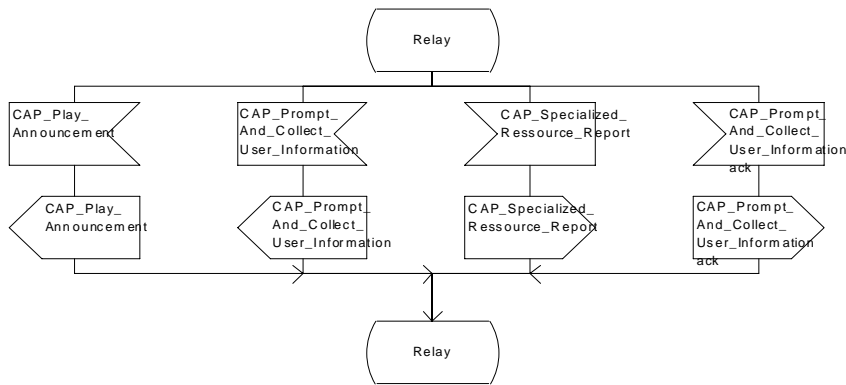 Relay
CAP_Play_
Announcement
CAP_Prompt_
And_Collect_
User_Information
CAP_Specialized_
Ressource_Report
CAP_Prompt_
And_Collect_
User_Information
ack
CAP_Play_
Announcement
CAP_Prompt_
And_Collect_
User_Information
CAP_Specialized_
Ressource_Report
CAP_Prompt_
And_Collect_
User_Information
ack
Relay